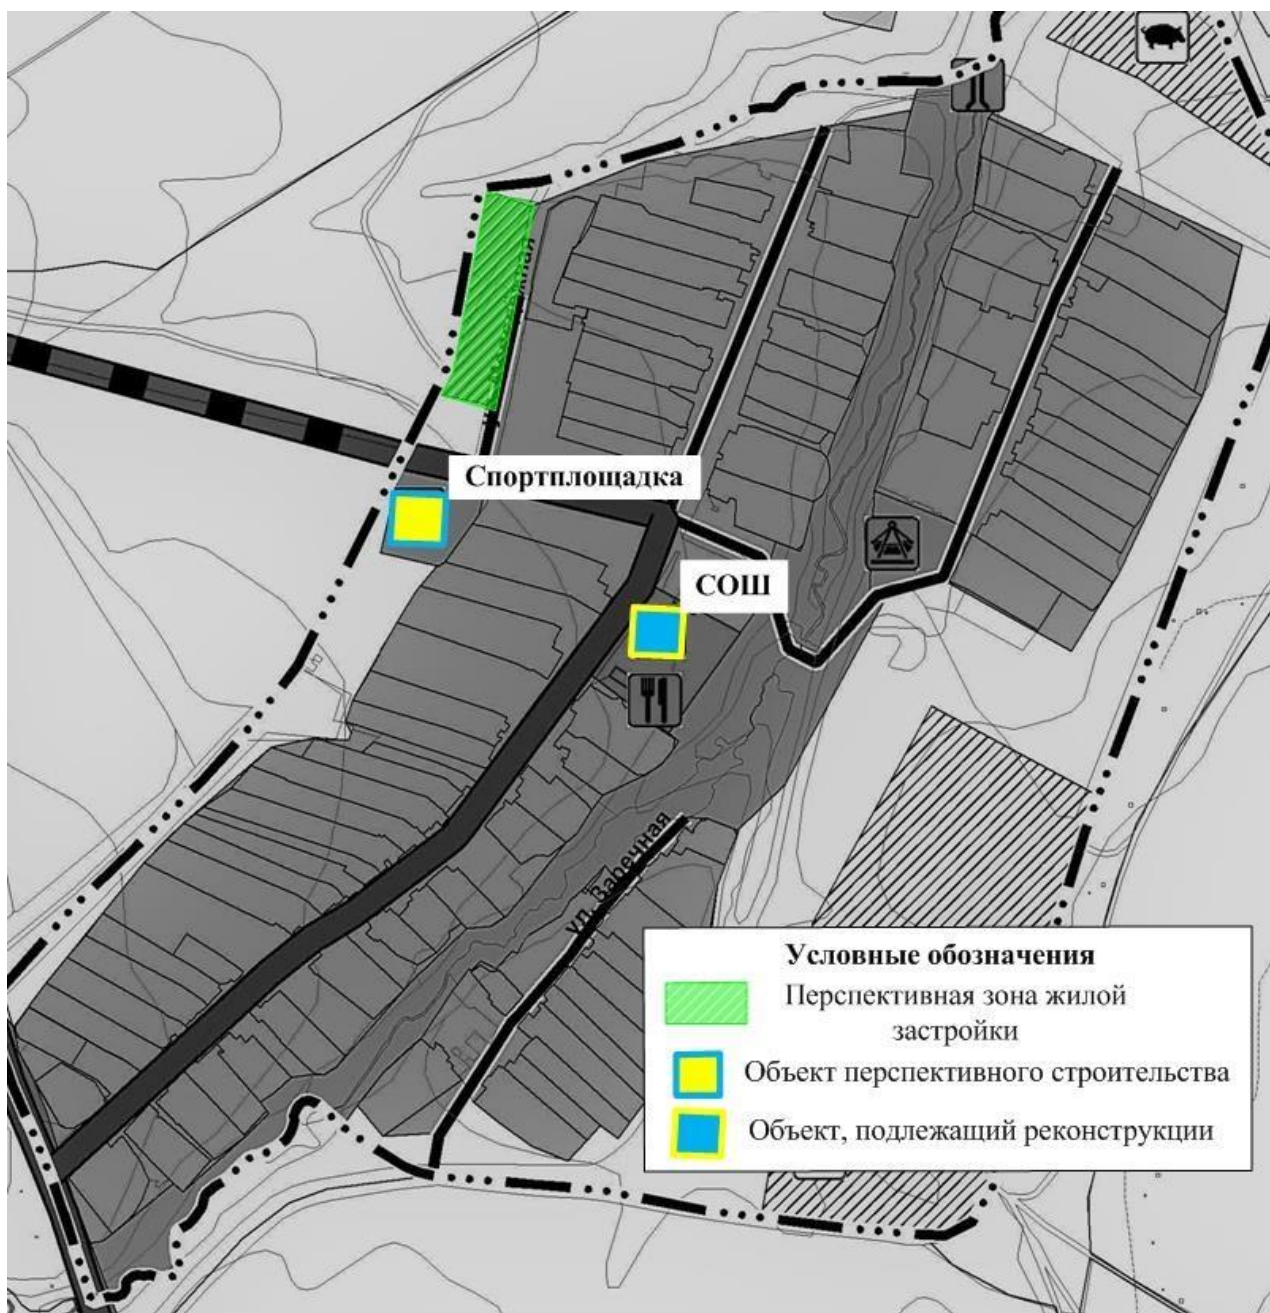 Спортплощадка
СОШ
ул. Заречная
Условные обозначения
Перспективная зона жилой
застройки
Объект перспективного строительства
Объект, подлежащий реконструкции